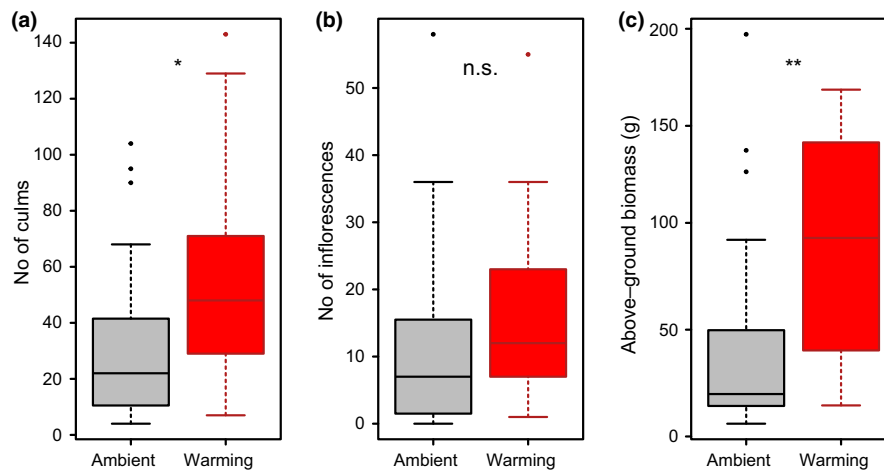 (a)
No of culms
140
120
100
80
60
40
20
0
*
Ambient Warming
(b)
No of inflorescences
50
40
30
20
10
0
n.s.
Ambient Warming
(c)
Above–ground biomass (g)
200
150
100
50
0
**
Ambient Warming